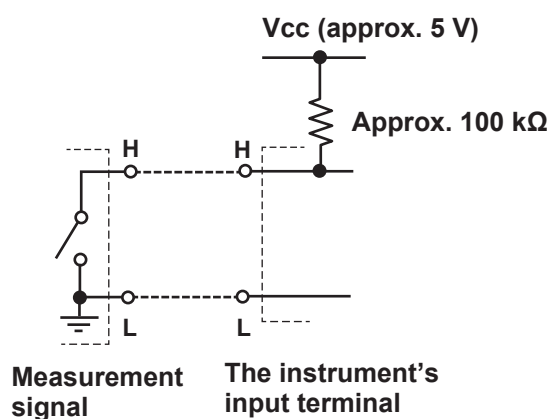 Vcc (approx. 5 V)
Approx. 100 kΩ
H
H
L
L
Measurement
signal
The instrument's
input terminal